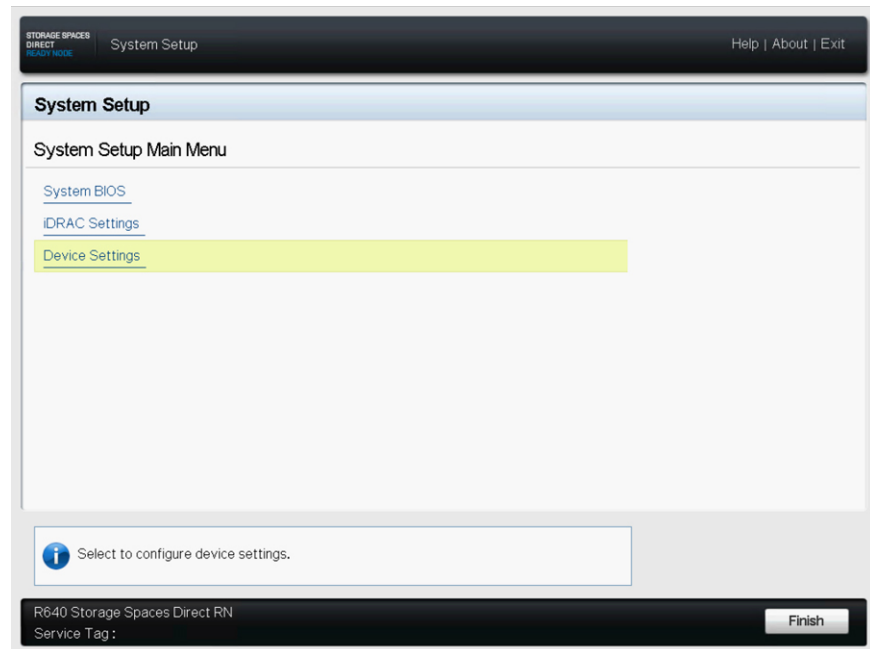 STORAGE SPACES
DIRECT
READY NODE
System Setup
Help | About | Exit
System Setup
System Setup Main Menu
System BIOS
iDRAC Settings
Device Settings
Select to configure device settings.
R640 Storage Spaces Direct RN
Service Tag :
Finish